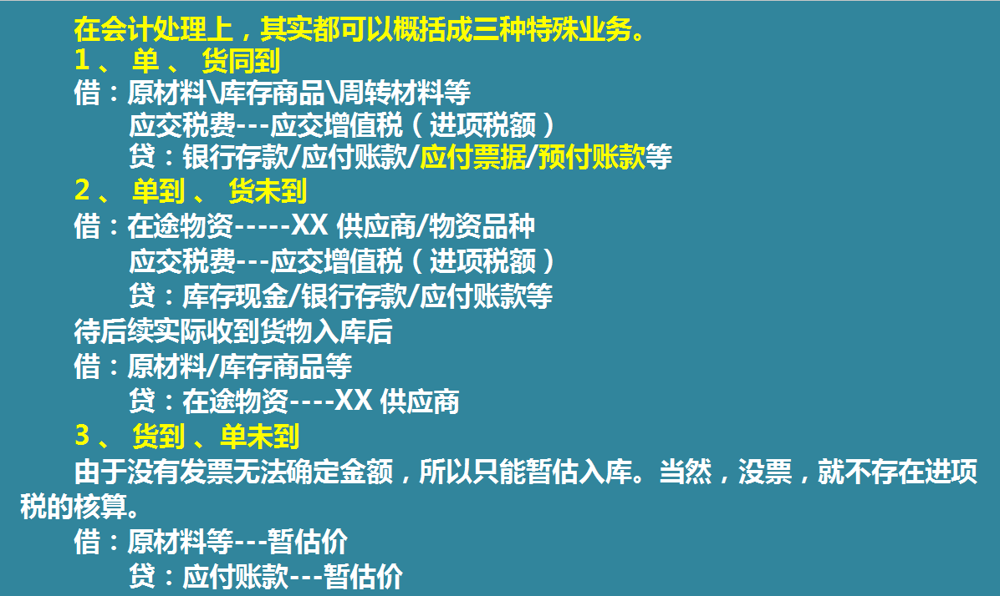 在会计处理上，其实都可以概括成三种特殊业务。
1 、 单 、 货同到
借：原材料\库存商品\周转材料等
应交税费---应交增值税（进项税额）
贷：银行存款/应付账款/应付票据/预付账款等
2 、 单到 、 货未到
借：在途物资-----XX 供应商/物资品种
应交税费---应交增值税（进项税额）
贷：库存现金/银行存款/应付账款等
待后续实际收到货物入库后
借：原材料/库存商品等
贷：在途物资----XX 供应商
3 、 货到 、单未到
由于没有发票无法确定金额，所以只能暂估入库。当然，没票，就不存在进项
税的核算。
借：原材料等---暂估价
贷：应付账款---暂估价